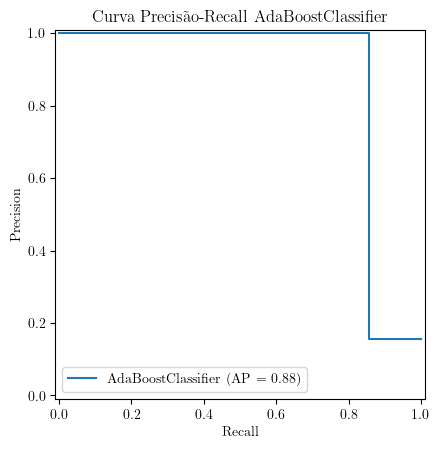 Curva Precisão-Recall AdaBoostClassifier
1.0
0.8
0.6
0.4
0.2
0.0
Precision
AdaBoostClassifier (AP = 0.88)
0.0 0.2 0.4 0.6 0.8 1.0
Recall